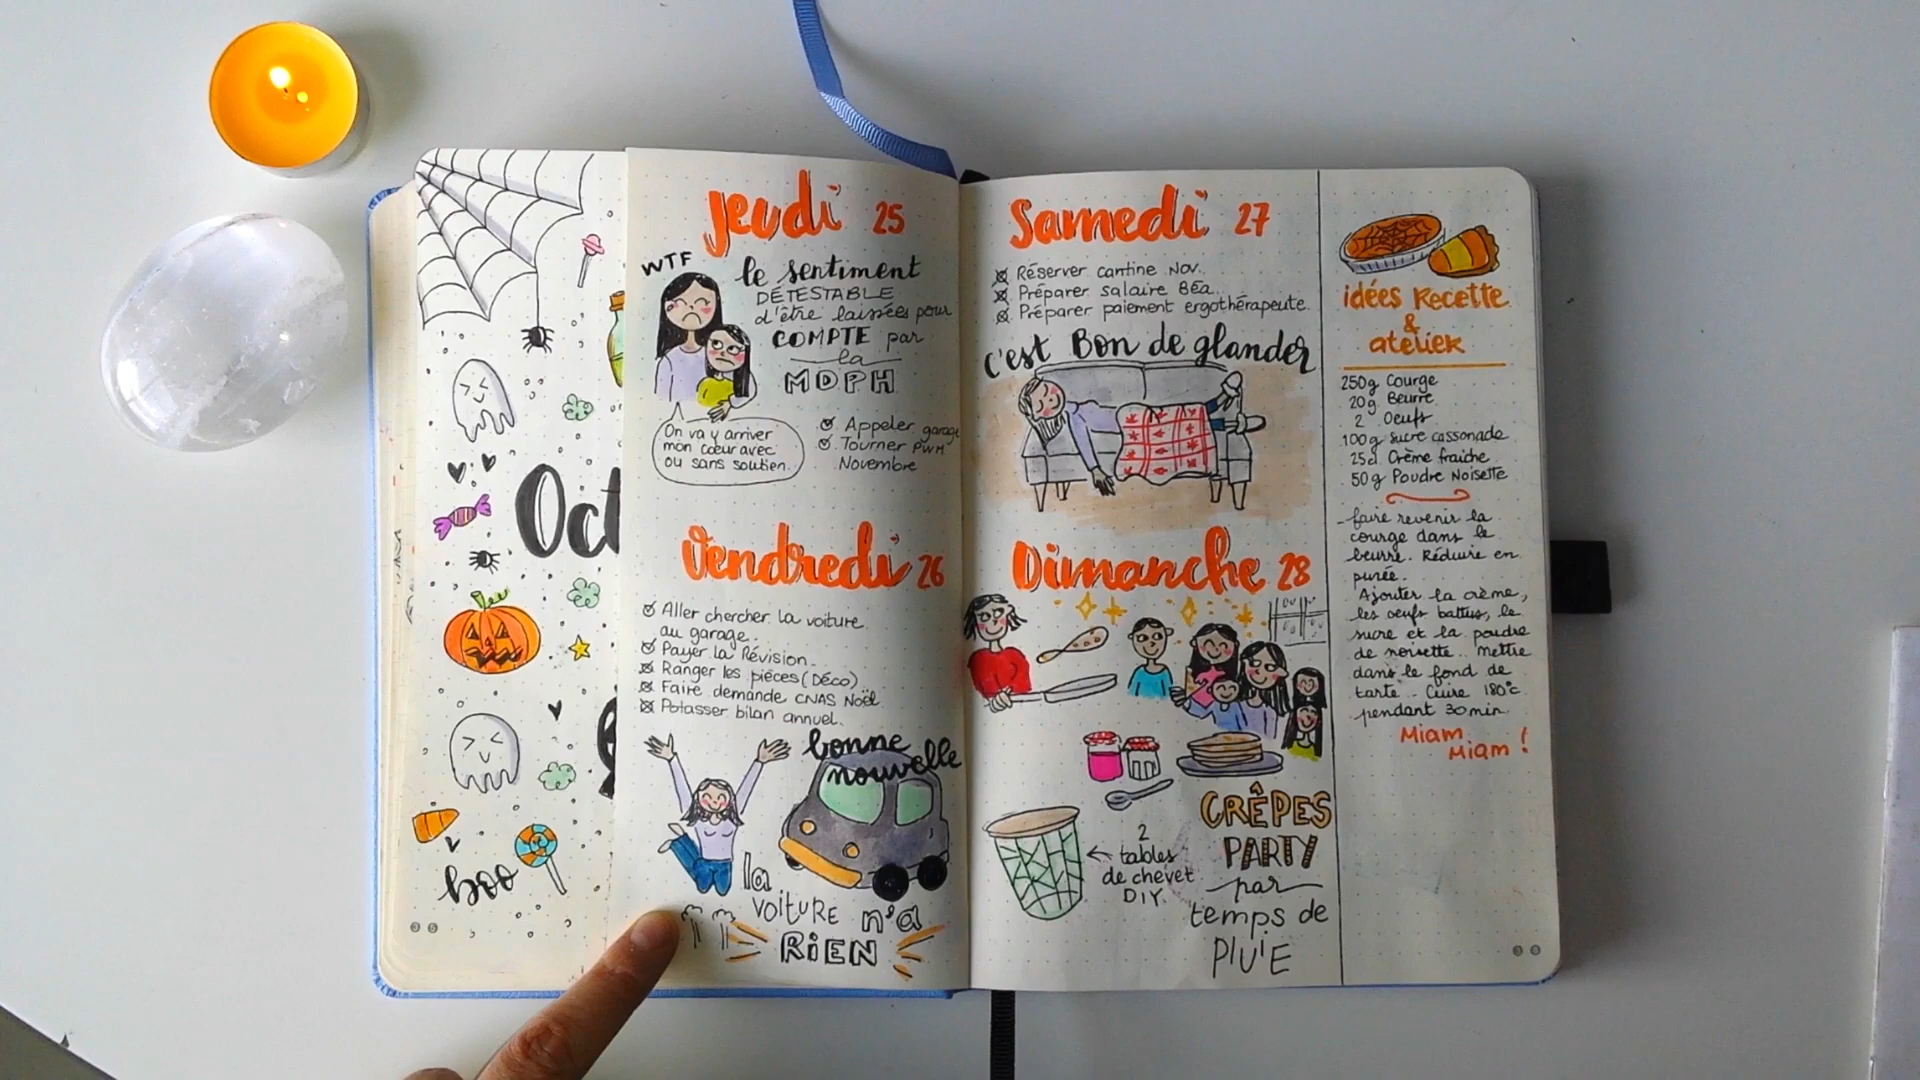 Oct
boo
Jeudi 25
WTF
le sentiment
DÉTESTABLE
d'être laissées pour
COMPTE par
la
MDPH
On va y arriver
mon cœur avec
ou sans soutien.
Appeler garage
Tourner PWM
Novembre
Vendredi 26
Aller chercher la voiture
au garage.
Payer la Révision
Ranger les pièces (Déco)
Faire demande CNAS Noël
Potasser bilan annuel.
bonne
nouvelle
la
voiture n'a
RiEN
Samedi 27
Réserver cantine Nov.
Préparer salaire Béa
Préparer paiement ergothérapeute.
C'est Bon de glander
Dimanche 28
2
tables
de chevet
DIY.
CRÊPES
PARTY
par
temps de
PLUiE
idées Recette
&
atelier
250g Courge
20g Beurre
2 Oeufs
100g sucre cassonade
25cl Crème fraiche
50g Poudre Noisette
- faire revenir la
courge dans le
beurre. Réduire en
purée.
Ajouter la crème,
les oeufs battus, le
sucre et la poudre
de noisette. Mettre
dans le fond de
tarte. Cuire 180°c
pendant 30min.
Miam
Miam !